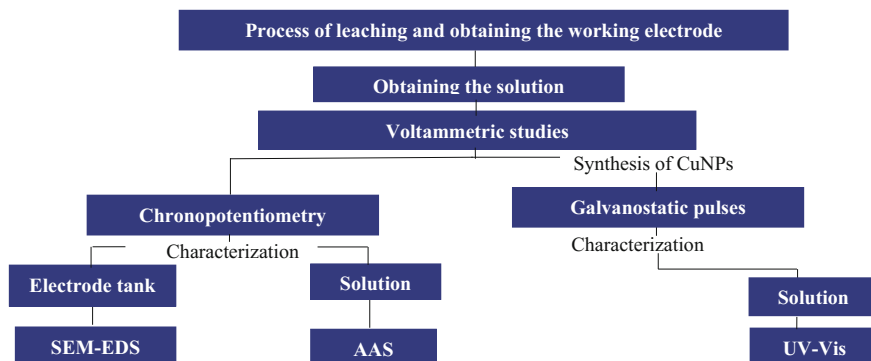 Process of leaching and obtaining the working electrode
Obtaining the solution
Voltammetric studies
Synthesis of CuNPs
Chronopotentiometry
Galvanostatic pulses
Characterization
Characterization
Electrode tank
Solution
Solution
SEM-EDS
AAS
UV-Vis